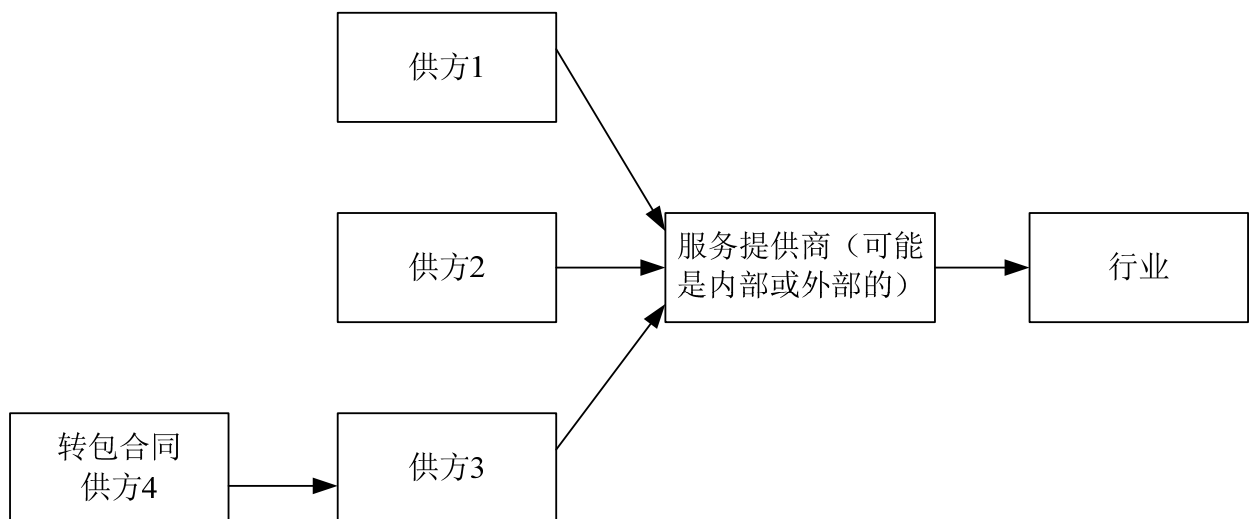 供方1
供方2
服务提供商（可能
是内部或外部的）
行业
转包合同
供方4
供方3